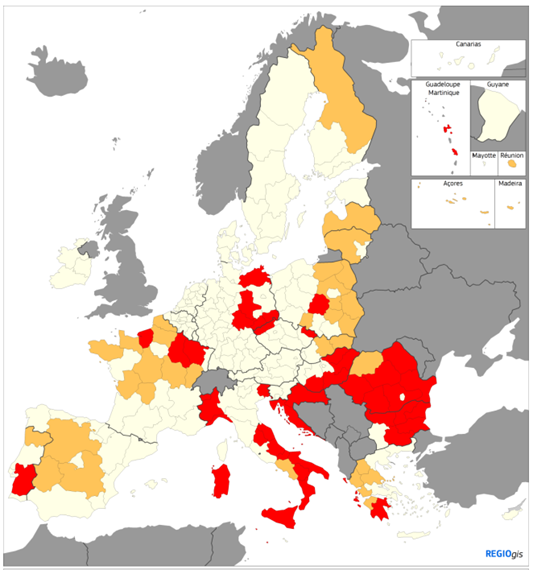 Canarias
Guadeloupe
Martinique
Guyane
Mayotte
Réunion
Açores
Madeira
REGIOgis